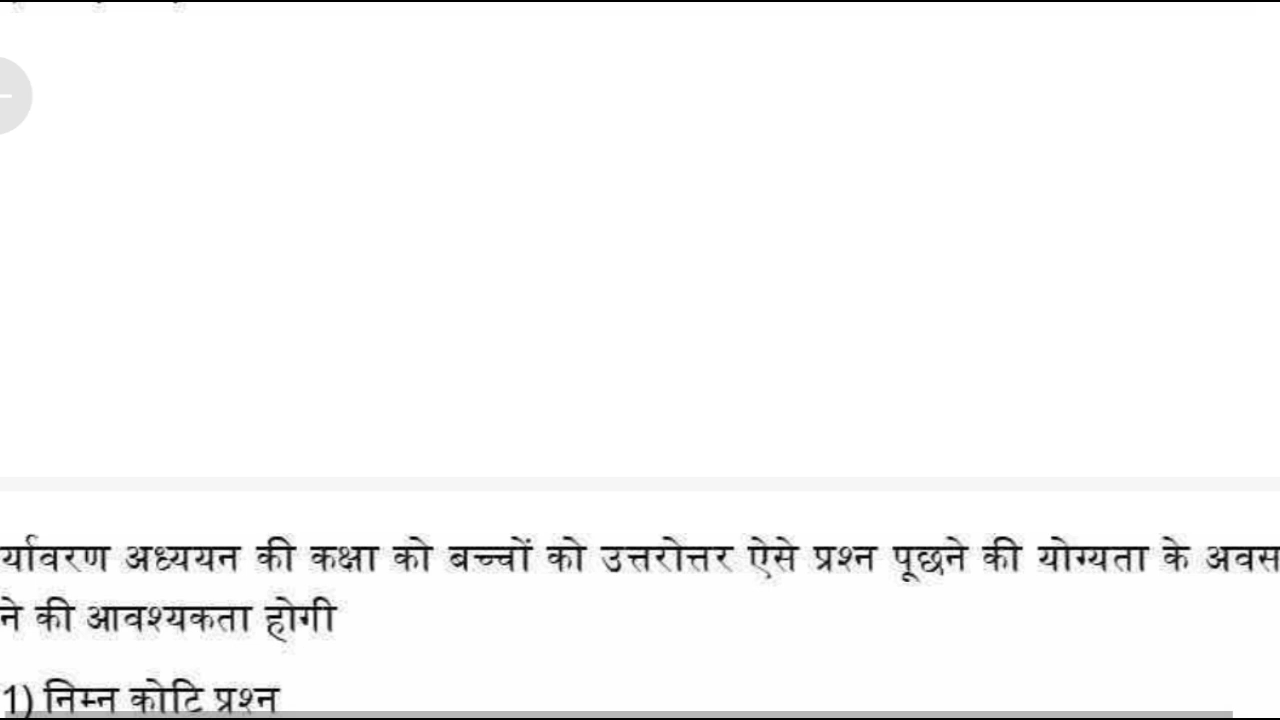 र्यावरण अध्ययन की कक्षा को बच्चों को उत्तरोत्तर ऐसे प्रश्न पूछने की योग्यता के अवस
ने की आवश्यकता होगी
1) निम्न कोटि प्रश्न